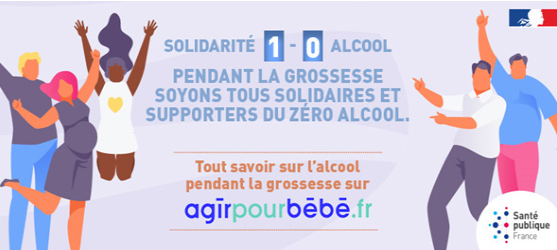 SOLIDARITÉ 1 - 0 ALCOOL
PENDANT LA GROSSESSE
SOYONS TOUS SOLIDAIRES ET
SUPPORTERS DU ZÉRO ALCOOL.
Tout savoir sur l'alcool
pendant la grossesse sur
agirpourbébé.fr
Santé
publique
France